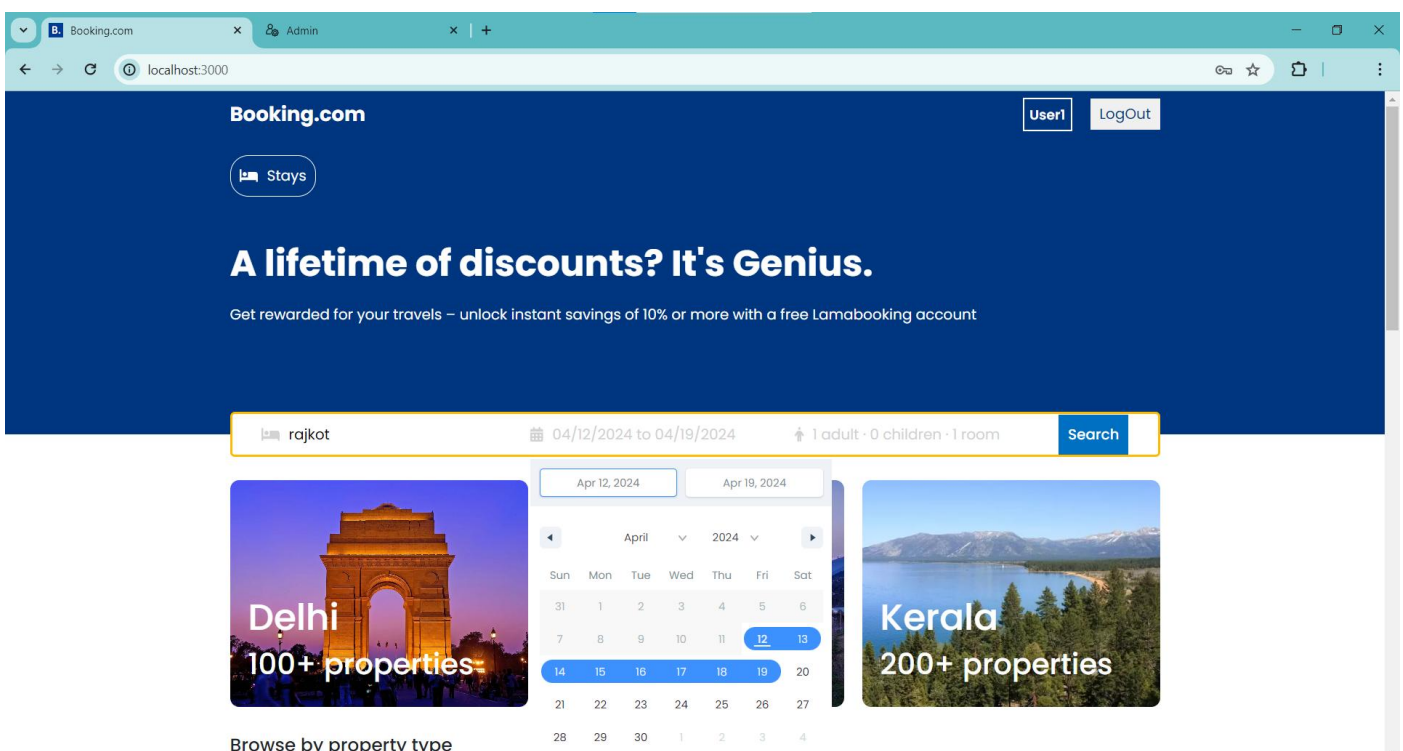 B. Booking.com
Admin
localhost:3000
Booking.com
User1
LogOut
Stays
A lifetime of discounts? It's Genius.
Get rewarded for your travels – unlock instant savings of 10% or more with a free Lamabooking account
rajkot
04/12/2024 to 04/19/2024
1 adult · 0 children · 1 room
Search
Apr 12, 2024
Apr 19, 2024
April
2024
Sun Mon Tue Wed Thu Fri Sat
31 1 2 3 4 5 6
7 8 9 10 11 12 13
14 15 16 17 18 19 20
21 22 23 24 25 26 27
28 29 30 1 2 3 4
Delhi
100+ properties
Kerala
200+ properties
Browse by property type